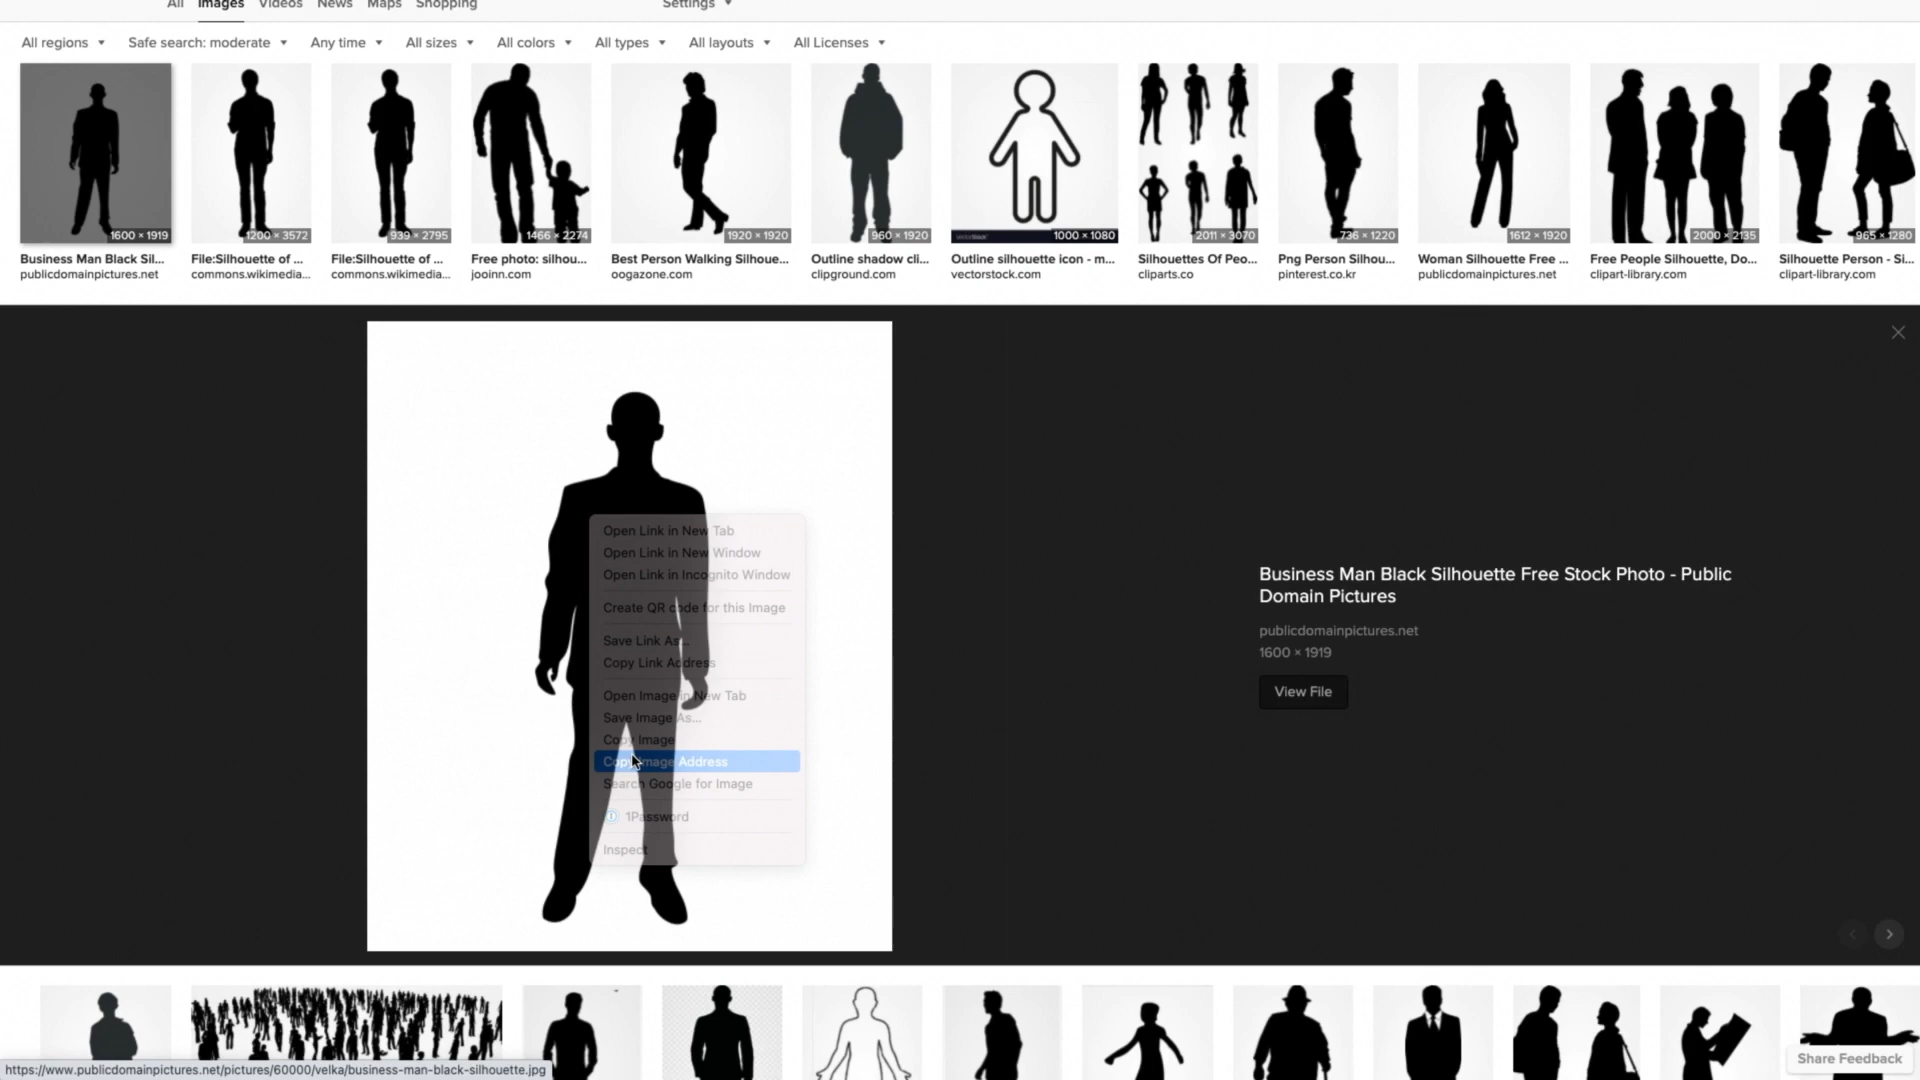 All Images Videos News Maps Shopping Settings
All regions Safe search: moderate Any time All sizes All colors All types All layouts All Licenses
1600 × 1919 1200 × 3572 939 × 2795 1466 × 2274 1920 × 1920 960 × 1920 1000 × 1080 2011 × 3070 736 × 1220 1612 × 1920 2000 × 2135 965 × 1280
Business Man Black Sil... File:Silhouette of ... File:Silhouette of ... Free photo: silhou... Best Person Walking Silhoue... Outline shadow cli... Outline silhouette icon - m... Silhouettes Of Peo... Png Person Silhou... Woman Silhouette Free ... Free People Silhouette, Do... Silhouette Person - Si...
publicdomainpictures.net commons.wikimedia... commons.wikimedia... jooinn.com oogazone.com clipground.com vectorstock.com cliparts.co pinterest.co.kr publicdomainpictures.net clipart-library.com clipart-library.com
Open Link in New Tab
Open Link in New Window
Open Link in Incognito Window
Create QR code for this Image
Save Link As...
Copy Link Address
Open Image in New Tab
Save Image As...
Copy Image
Copy Image Address
Search Google for Image
1Password
Inspect
Business Man Black Silhouette Free Stock Photo - Public
Domain Pictures
publicdomainpictures.net
1600 × 1919
View File
Share Feedback
https://www.publicdomainpictures.net/pictures/60000/velka/business-man-black-silhouette.jpg